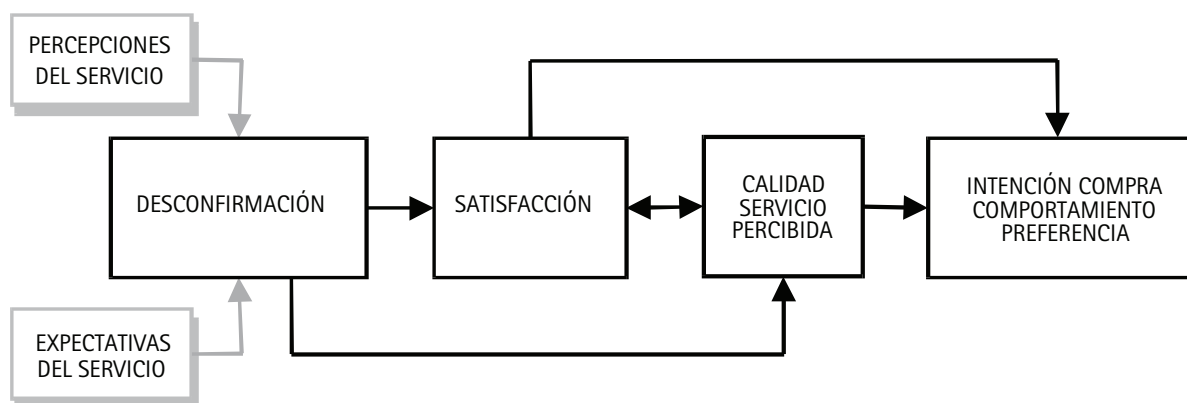 PERCEPCIONES
DEL SERVICIO
DESCONFIRMACIÓN
SATISFACCIÓN
CALIDAD
SERVICIO
PERCIBIDA
INTENCIÓN COMPRA
COMPORTAMIENTO
PREFERENCIA
EXPECTATIVAS
DEL SERVICIO